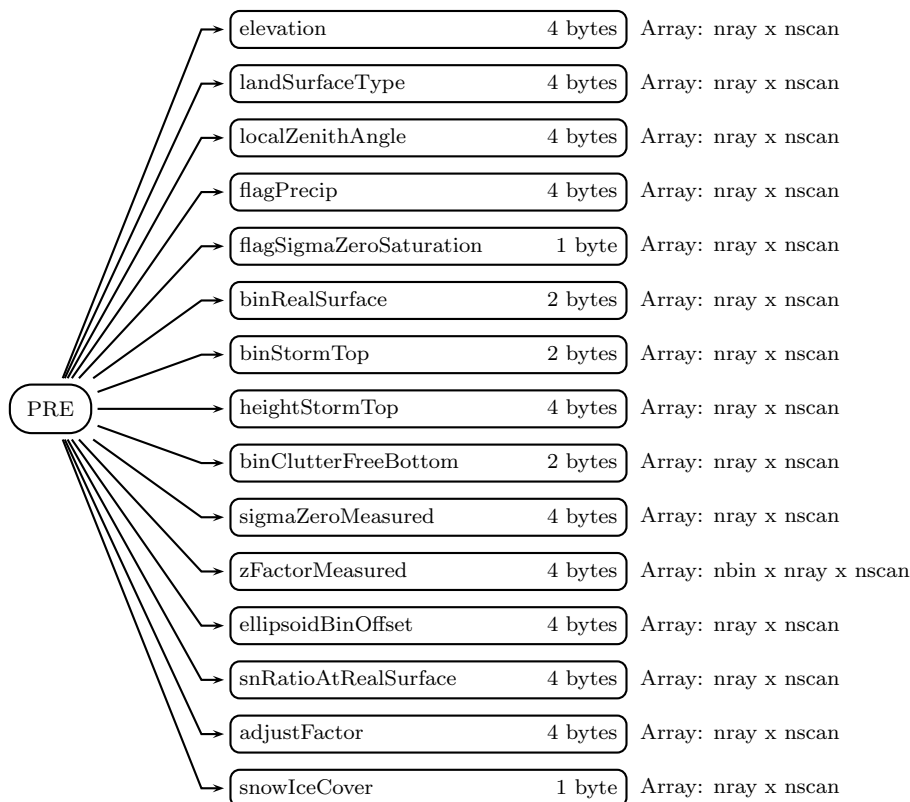 elevation 4 bytes Array: nray x nscan
landSurfaceType 4 bytes Array: nray x nscan
localZenithAngle 4 bytes Array: nray x nscan
flagPrecip 4 bytes Array: nray x nscan
flagSigmaZeroSaturation 1 byte Array: nray x nscan
binRealSurface 2 bytes Array: nray x nscan
binStormTop 2 bytes Array: nray x nscan
PRE heightStormTop 4 bytes Array: nray x nscan
binClutterFreeBottom 2 bytes Array: nray x nscan
sigmaZeroMeasured 4 bytes Array: nray x nscan
zFactorMeasured 4 bytes Array: nbin x nray x nscan
ellipsoidBinOffset 4 bytes Array: nray x nscan
snRatioAtRealSurface 4 bytes Array: nray x nscan
adjustFactor 4 bytes Array: nray x nscan
snowIceCover 1 byte Array: nray x nscan